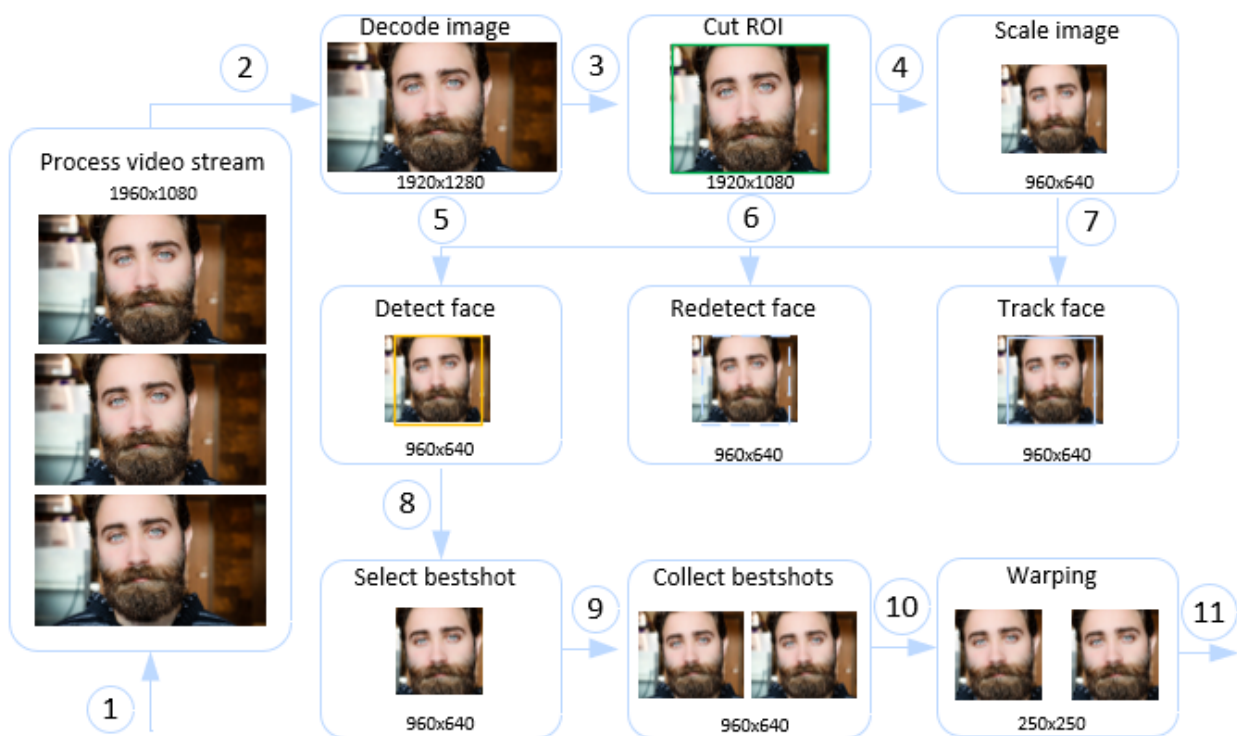 1
Process video stream
1960x1080
2
Decode image
1920x1280
3
Cut ROI
1920x1080
4
Scale image
960x640
5
6
7
Detect face
960x640
Redetect face
960x640
Track face
960x640
8
Select bestshot
960x640
9
Collect bestshots
960x640
10
Warping
250x250
11